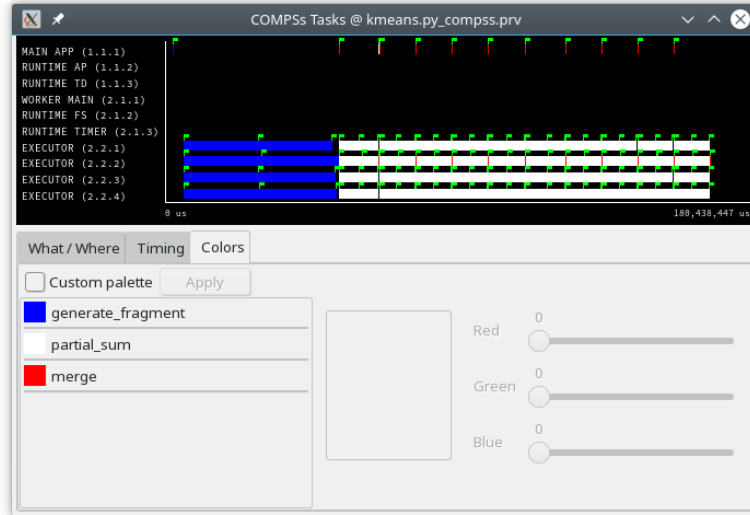 COMPSs Tasks @ kmeans.py_compss.prv
MAIN APP (1.1.1)
RUNTIME AP (1.1.2)
RUNTIME TD (1.1.3)
WORKER MAIN (2.1.1)
RUNTIME FS (2.1.2)
RUNTIME TIMER (2.1.3)
EXECUTOR (2.2.1)
EXECUTOR (2.2.2)
EXECUTOR (2.2.3)
EXECUTOR (2.2.4)
0 us 180,438,447 us
What / Where Timing Colors
Custom palette Apply
generate_fragment
partial_sum
merge
Red 0
Green 0
Blue 0